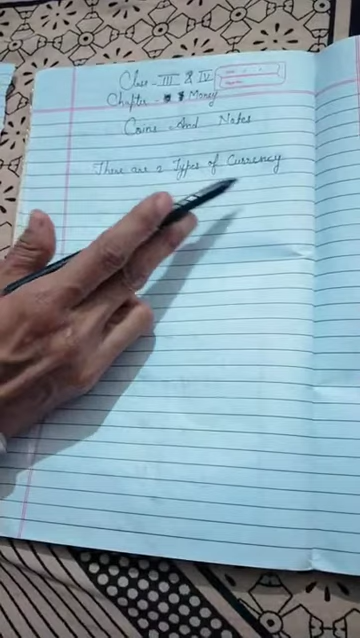 Class - III & IV
Chapter - Money
Coins And Notes
There are 2 Types of Currency